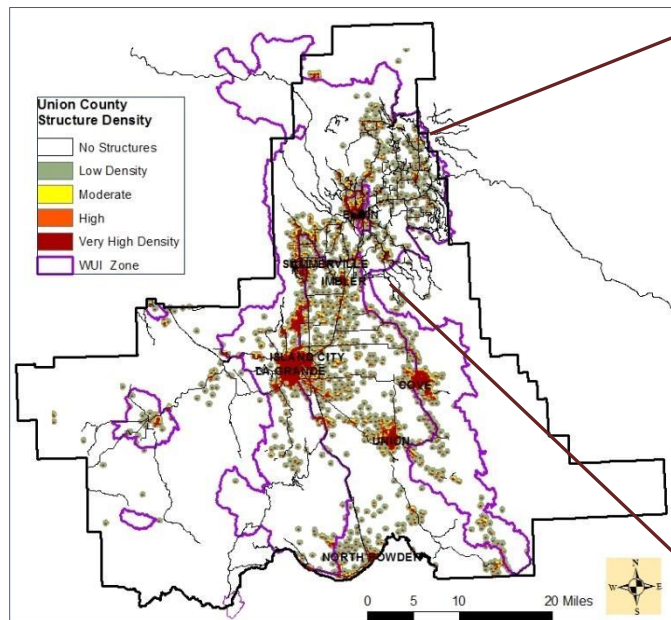 Union County
Structure Density
No Structures
Low Density
Moderate
High
Very High Density
WUI Zone
ELGIN
SUMMERVILLE
IMBLER
ISLAND CITY
LA GRANDE
COVE
UNION
NORTH POWDER
N
W E
S
0 5 10 20 Miles